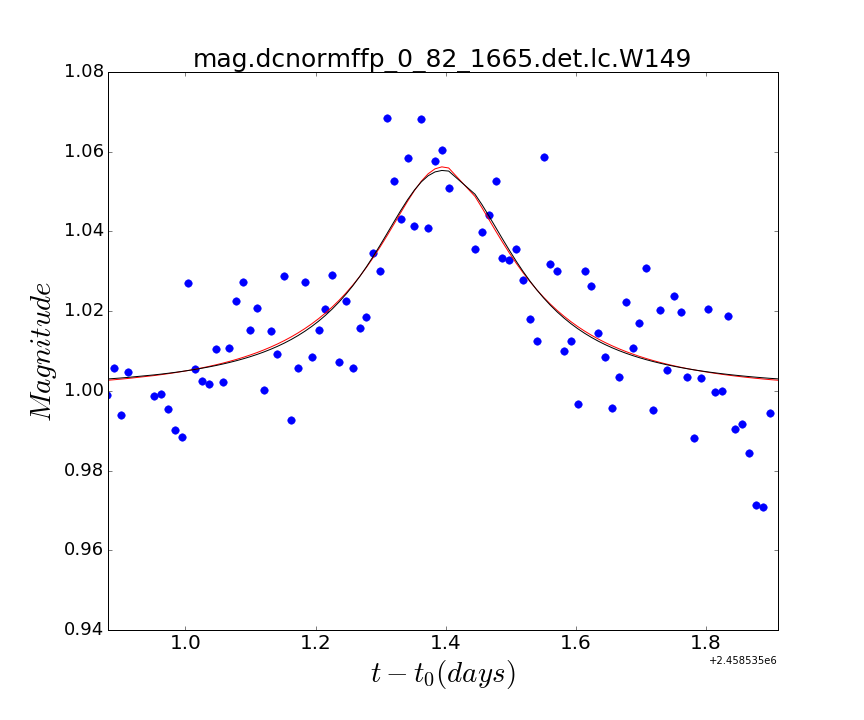 mag.dcnormffp_0_82_1665.det.lc.W149
1.08
1.06
1.04
1.02
1.00
0.98
0.96
0.94
Magnitude
1.0 1.2 1.4 1.6 1.8
+2.458535e6
t − t₀(days)